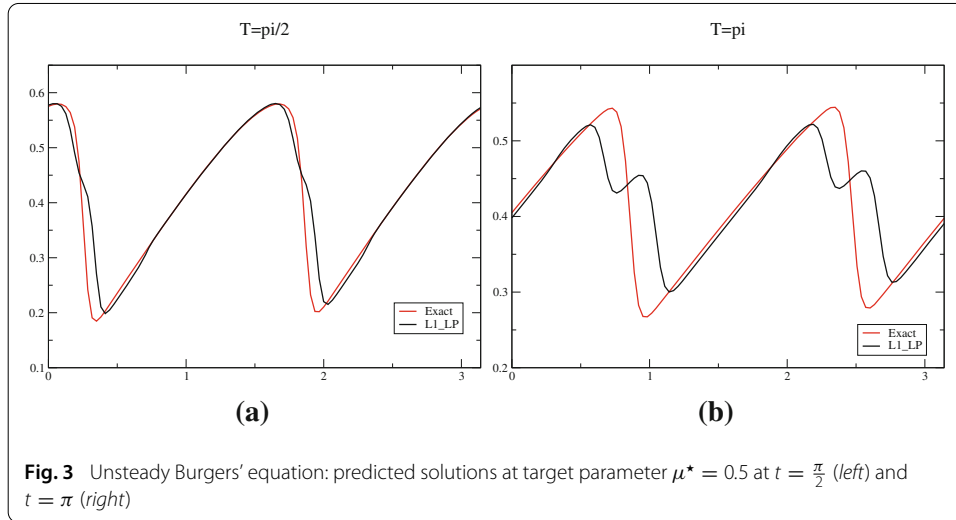 T=pi/2
T=pi
0.6
0.5
0.4
0.3
0.2
0.1
0
1
2
3
Exact
L1_LP
(a)
0.5
0.4
0.3
0.2
0
1
2
3
Exact
L1_LP
(b)
Fig. 3 Unsteady Burgers' equation: predicted solutions at target parameter μ* = 0.5 at t = π/2 (left) and
t = π (right)